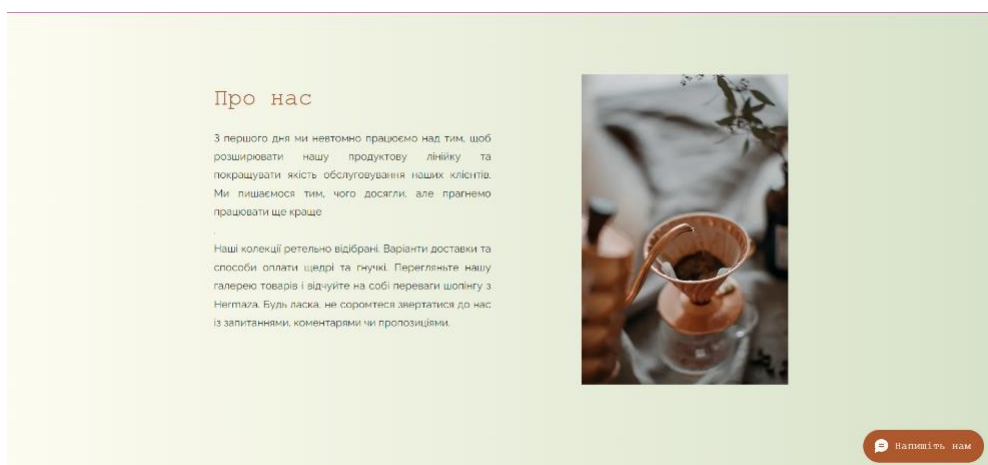 Про нас
З першого дня ми невтомно працюємо над тим, щоб
розширювати нашу продуктову лінійку та
покращувати якість обслуговування наших клієнтів.
Ми пишаємося тим, чого досягли, але прагнемо
працювати ще краще
.
Наші колекції ретельно відібрані. Варіанти доставки та
способи оплати щедрі та гнучкі. Перегляньте нашу
галерею товарів і відчуйте на собі переваги шопінгу з
Hermaza. Будь ласка, не соромтеся звертатися до нас
із запитаннями, коментарями чи пропозиціями.
Напишіть нам